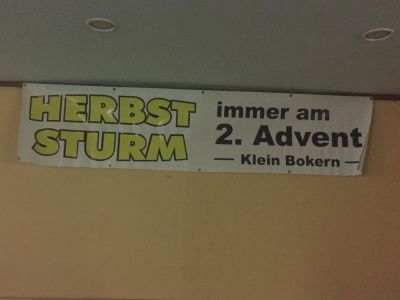 HERBST
STURM
immer am
2. Advent
— Klein Bokern —